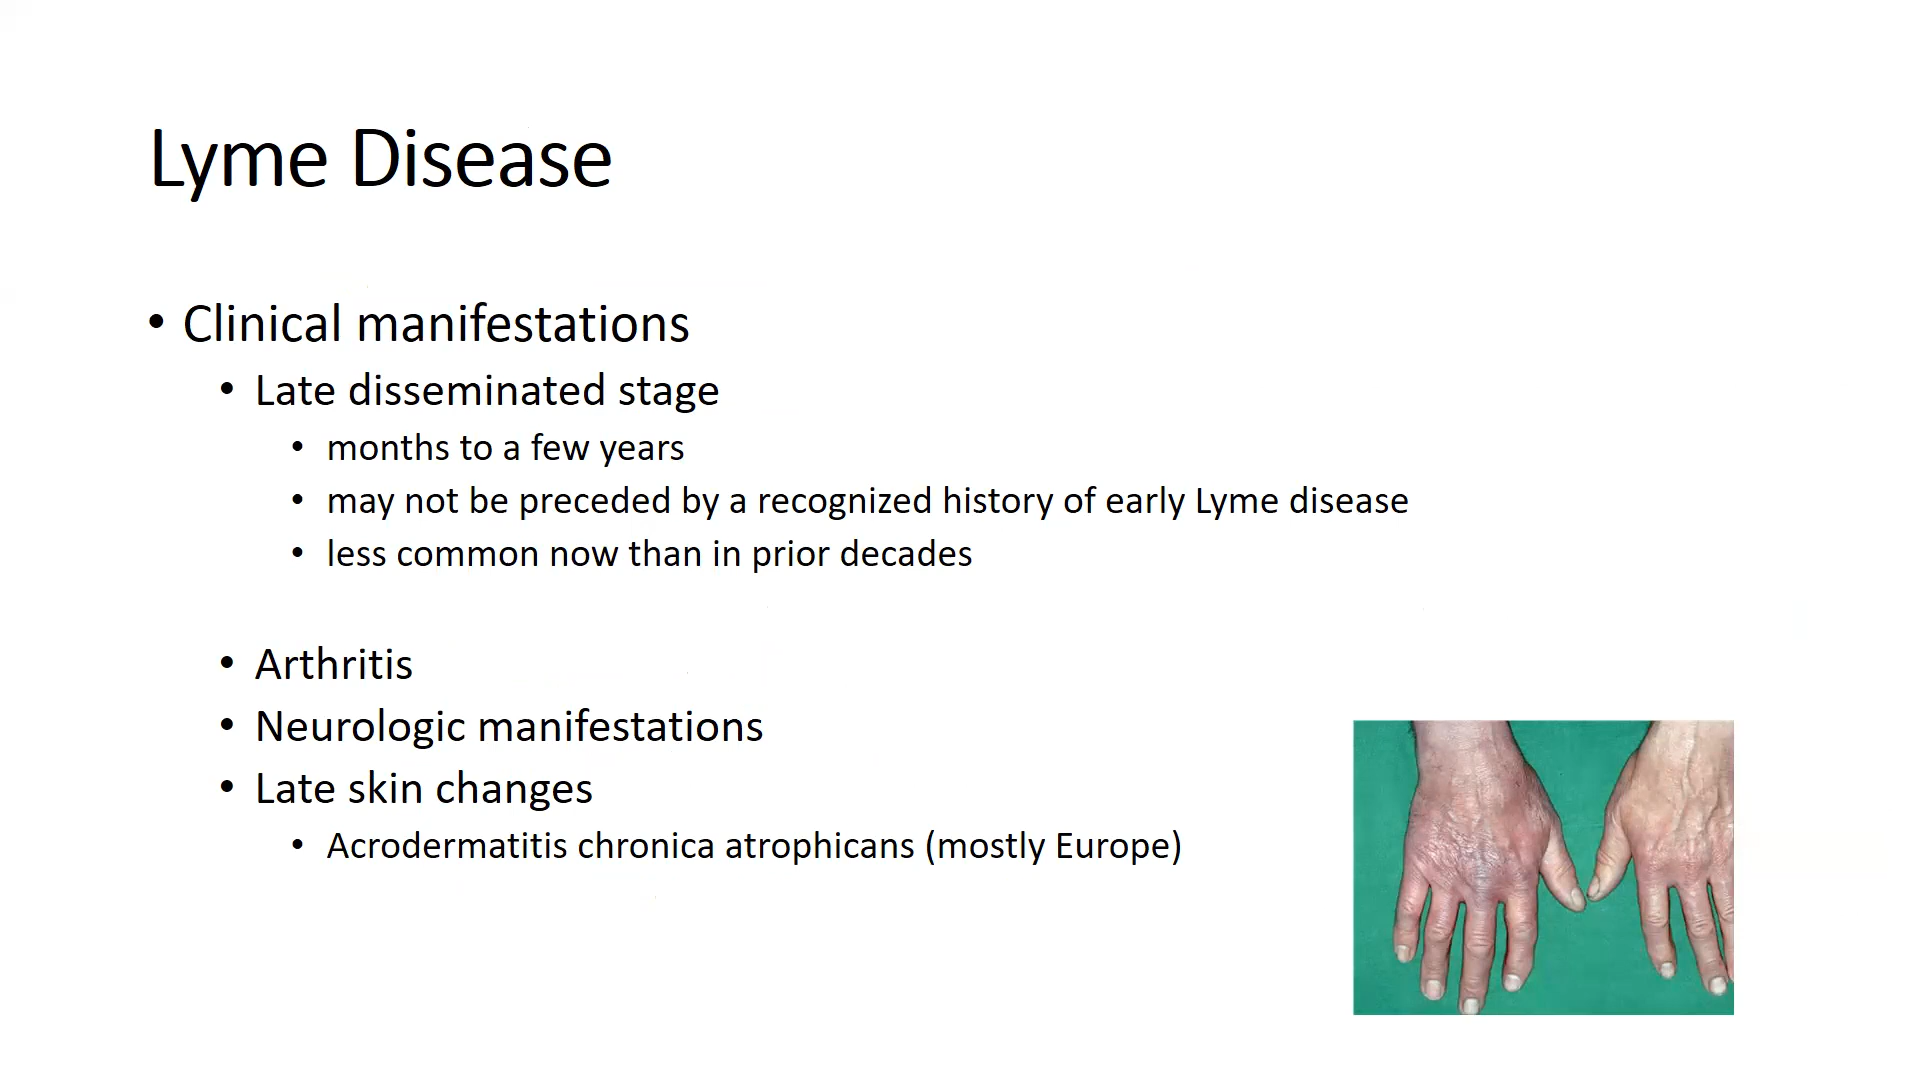 Lyme Disease
• Clinical manifestations
• Late disseminated stage
• months to a few years
• may not be preceded by a recognized history of early Lyme disease
• less common now than in prior decades
• Arthritis
• Neurologic manifestations
• Late skin changes
• Acrodermatitis chronica atrophicans (mostly Europe)